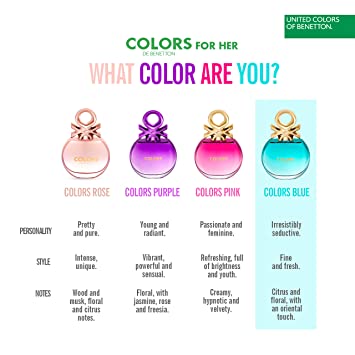 UNITED COLORS
OF BENETTON.
COLORS FOR HER
DE BENETTON
WHAT COLOR ARE YOU?
COLORS
COLORS ROSE
COLORS PURPLE
COLORS PINK
COLORS BLUE
PERSONALITY
Pretty
and pure.
Young and
radiant.
Passionate and
feminine.
Irresistibly
seductive.
STYLE
Intense,
unique.
Vibrant,
powerful and
sensual.
Refreshing, full
of brightness
and youth.
Fine
and fresh.
NOTES
Wood and
musk, floral
and citrus
notes.
Floral, with
jasmine, rose
and freesia.
Creamy,
hypnotic and
velvety.
Citrus and
floral, with
an oriental
touch.